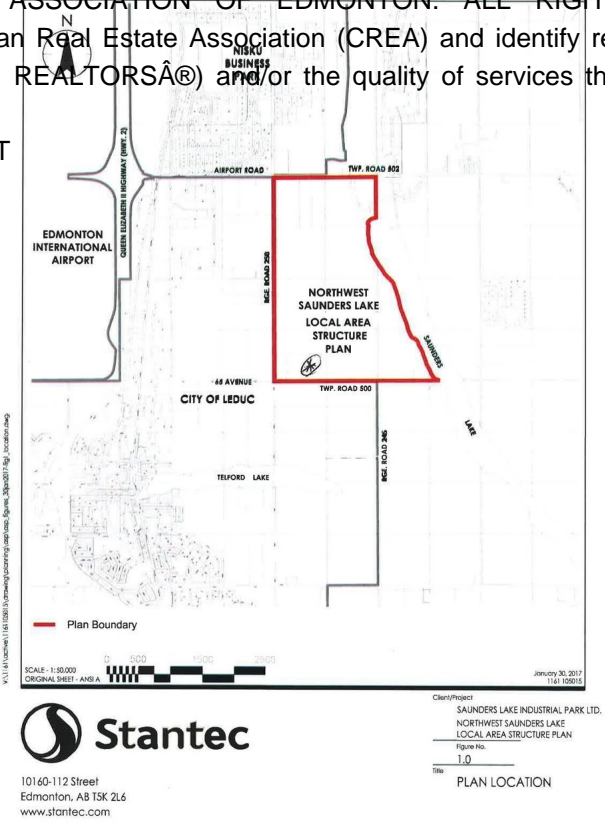 ASSOCIATION OF EDMONTON. ALL RIGHT
an Real Estate Association (CREA) and identify re
REALTORSÂ®) and/or the quality of services th
T
N
NISKU
BUSINESS
PARK
QUEEN ELIZABETH II HIGHWAY (HWY. 2)
AIRPORT ROAD
TWP. ROAD 502
EDMONTON
INTERNATIONAL
AIRPORT
RGE. ROAD 250
NORTHWEST
SAUNDERS LAKE
LOCAL AREA
STRUCTURE
PLAN
SAUNDERS
LAKE
65 AVENUE
TWP. ROAD 500
CITY OF LEDUC
RGE. ROAD 245
TELFORD LAKE
Plan Boundary
0 500 1500 2500
SCALE - 1:50,000
ORIGINAL SHEET - ANSI A
January 30, 2017
1161 105015
Stantec
10160-112 Street
Edmonton, AB T5K 2L6
www.stantec.com
Client/Project
SAUNDERS LAKE INDUSTRIAL PARK LTD.
NORTHWEST SAUNDERS LAKE
LOCAL AREA STRUCTURE PLAN
Figure No.
1.0
Title
PLAN LOCATION